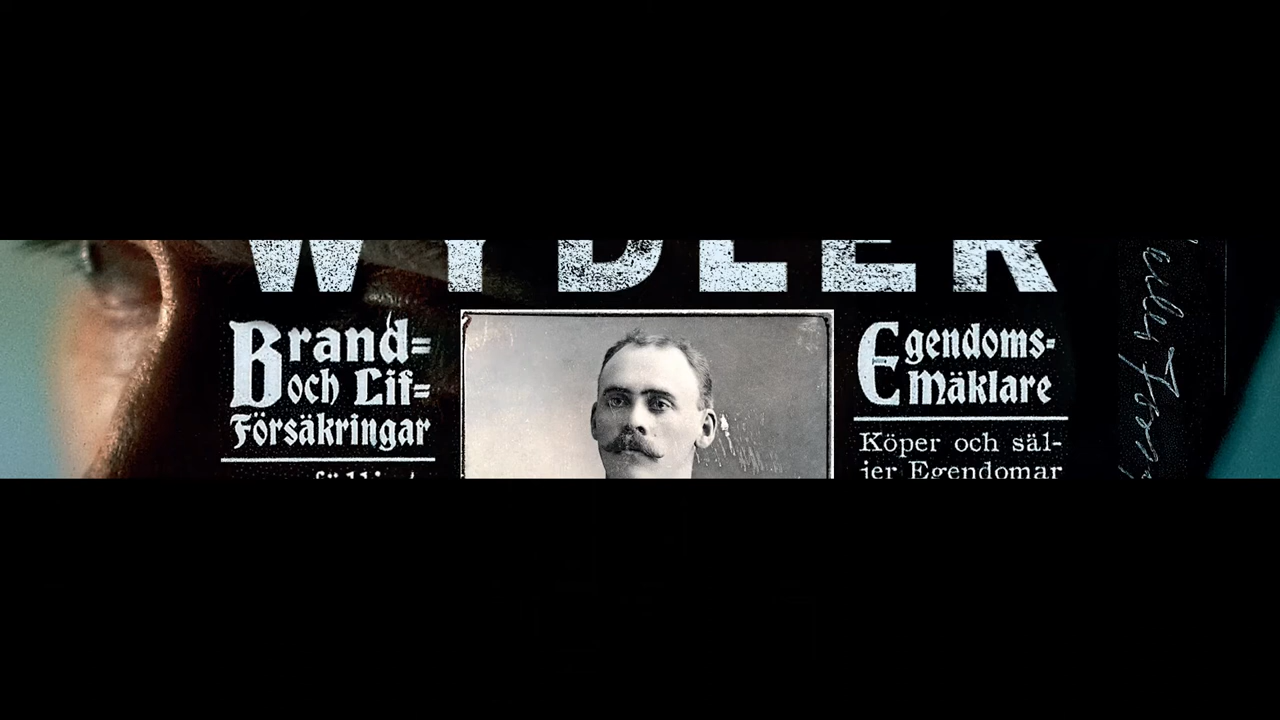 WYDLER
Brand=
och Lif=
Försäkringar
Egendoms-
Mäklare
Köper och säl-
jer Egendomar